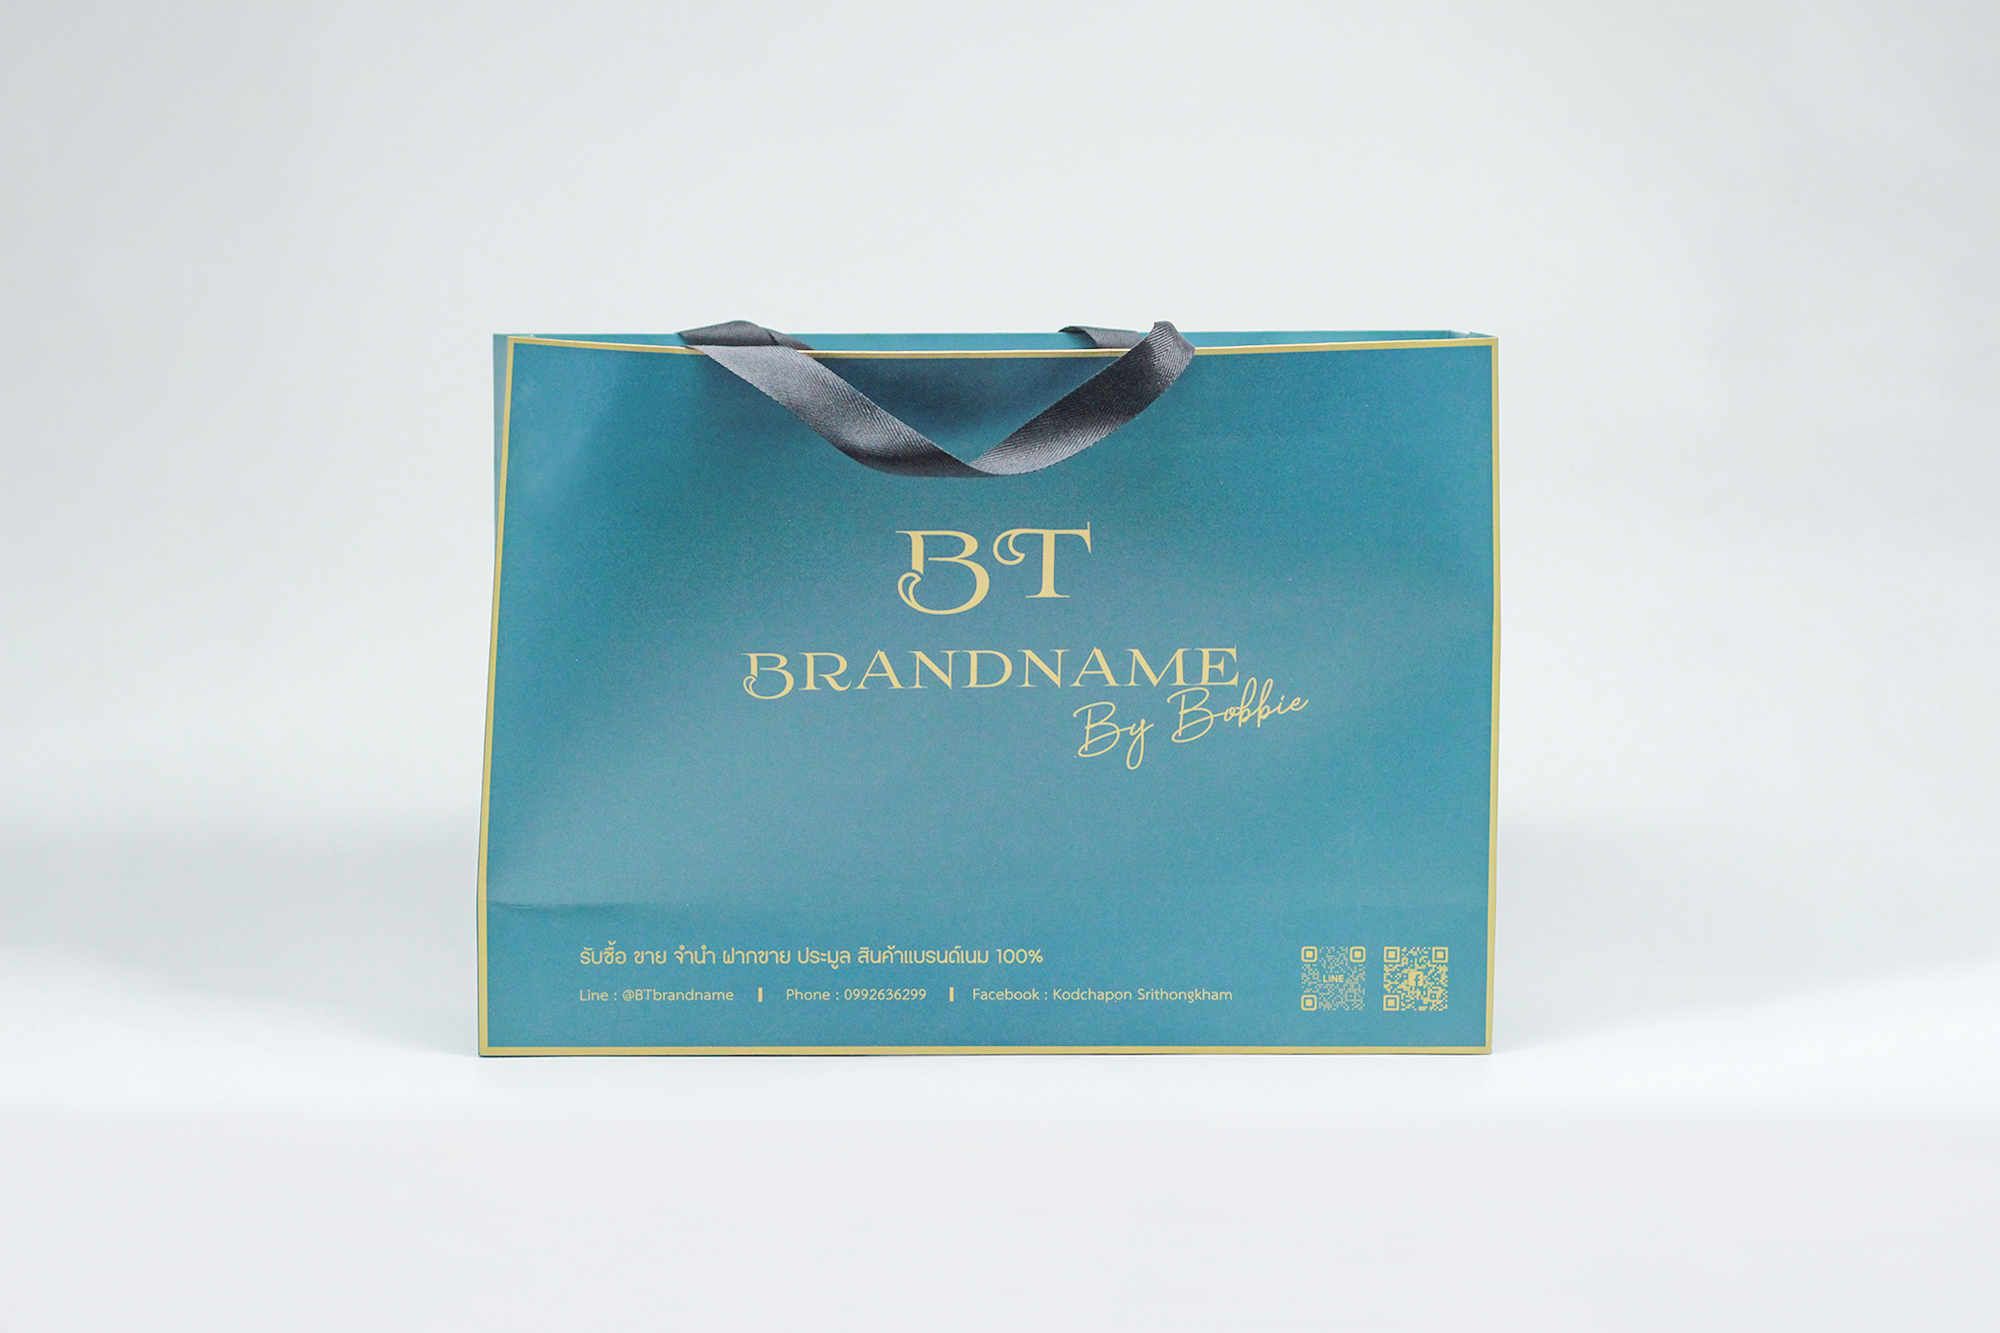 BT
BRANDNAME
By Bobbie
รับซื้อ ขาย จำนำ ฝากขาย ประมูล สินค้าแบรนด์เนม 100%
Line : @BTbrandname | Phone : 0992636299 | Facebook : Kodchapon Srithongkham
LINE